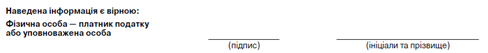 Наведена інформація є вірною:
Фізична особа — платник податку
або уповноважена особа
(підпис) (ініціали та прізвище)